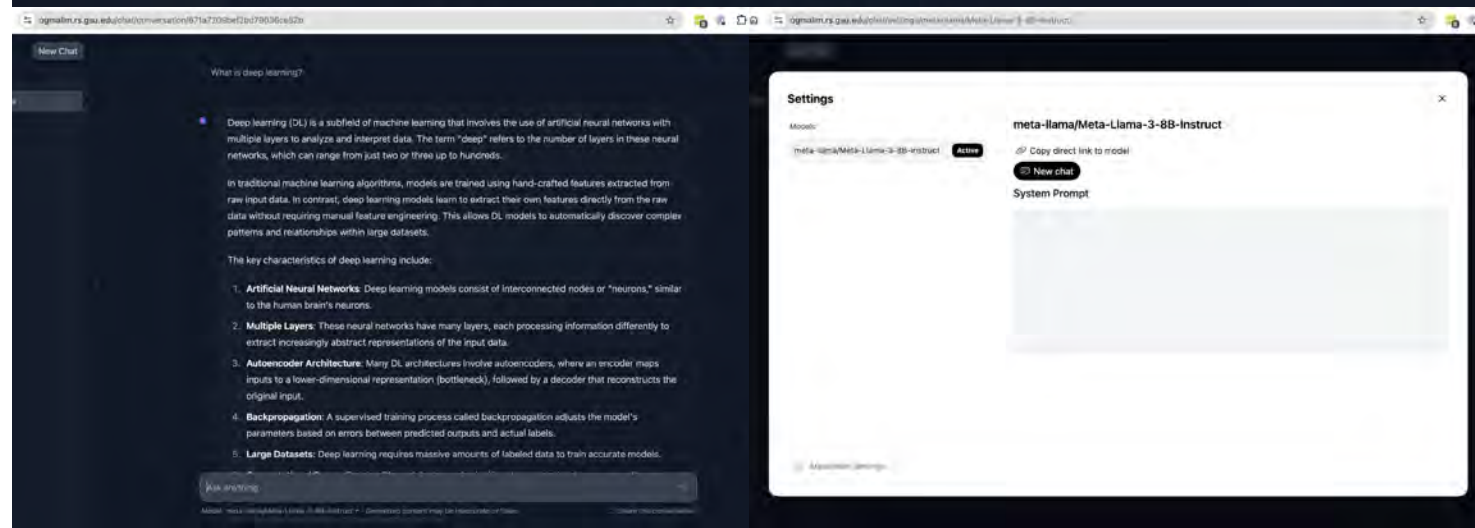 New Chat
What is deep learning?
Deep learning (DL) is a subfield of machine learning that involves the use of artificial neural networks with
multiple layers to analyze and interpret data. The term "deep" refers to the number of layers in these neural
networks, which can range from just two or three up to hundreds.
In traditional machine learning algorithms, models are trained using hand-crafted features extracted from
raw input data. In contrast, deep learning models learn to extract their own features directly from the raw
data without requiring manual feature engineering. This allows DL models to automatically discover complex
patterns and relationships within large datasets.
The key characteristics of deep learning include:
1. Artificial Neural Networks: Deep learning models consist of interconnected nodes or "neurons," similar
to the human brain's neurons.
2. Multiple Layers: These neural networks have many layers, each processing information differently to
extract increasingly abstract representations of the input data.
3. Autoencoder Architecture: Many DL architectures involve autoencoders, where an encoder maps
inputs to a lower-dimensional representation (bottleneck), followed by a decoder that reconstructs the
original input.
4. Backpropagation: A supervised training process called backpropagation adjusts the model's
parameters based on errors between predicted outputs and actual labels.
5. Large Datasets: Deep learning requires massive amounts of labeled data to train accurate models.
Ask anything
Settings
Models
meta-llama/Meta-Llama-3-8B-Instruct Active
meta-llama/Meta-Llama-3-8B-Instruct
Copy direct link to model
New chat
System Prompt